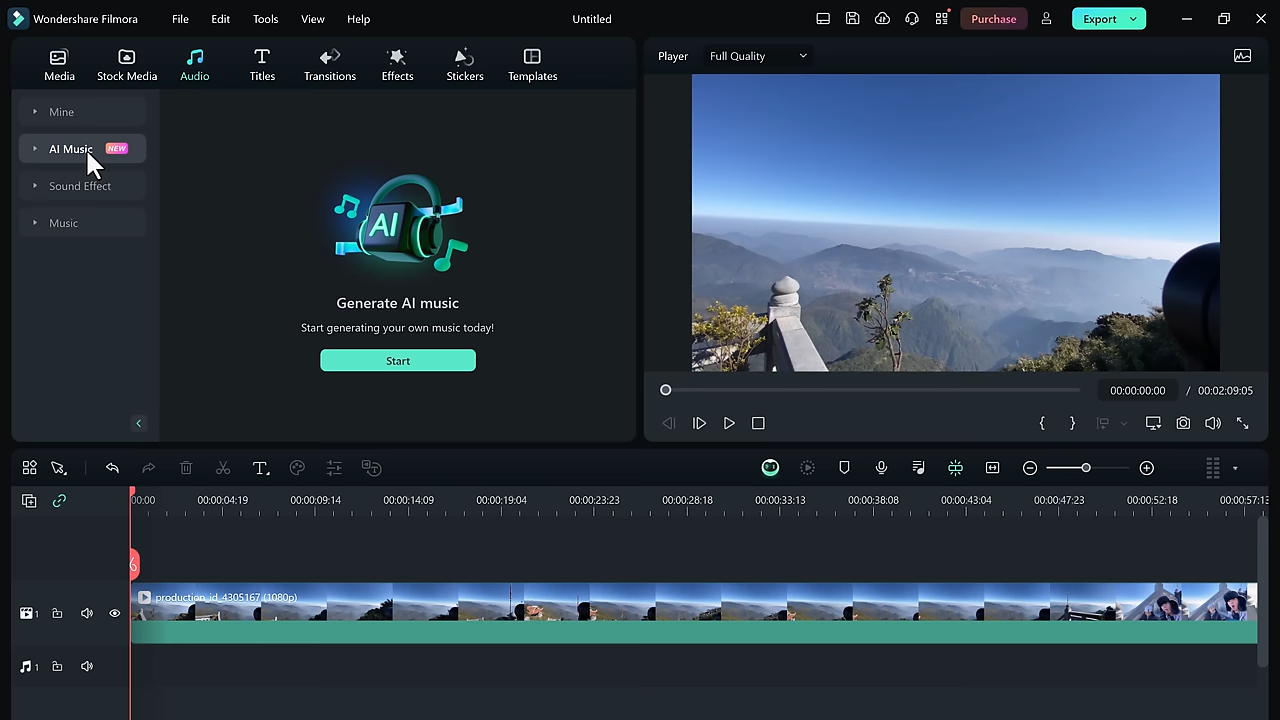 Wondershare Filmora File Edit Tools View Help Untitled Purchase Export
Media Stock Media Audio Titles Transitions Effects Stickers Templates
Player Full Quality
Mine
AI Music NEW
Sound Effect
Music
AI
Generate AI music
Start generating your own music today!
Start
00:00:00:00 / 00:02:09:05
00:00 00:00:04:19 00:00:09:14 00:00:14:09 00:00:19:04 00:00:23:23 00:00:28:18 00:00:33:13 00:00:38:08 00:00:43:04 00:00:47:23 00:00:52:18 00:00:57:13
production_id_4305167 (1080p)
1
1